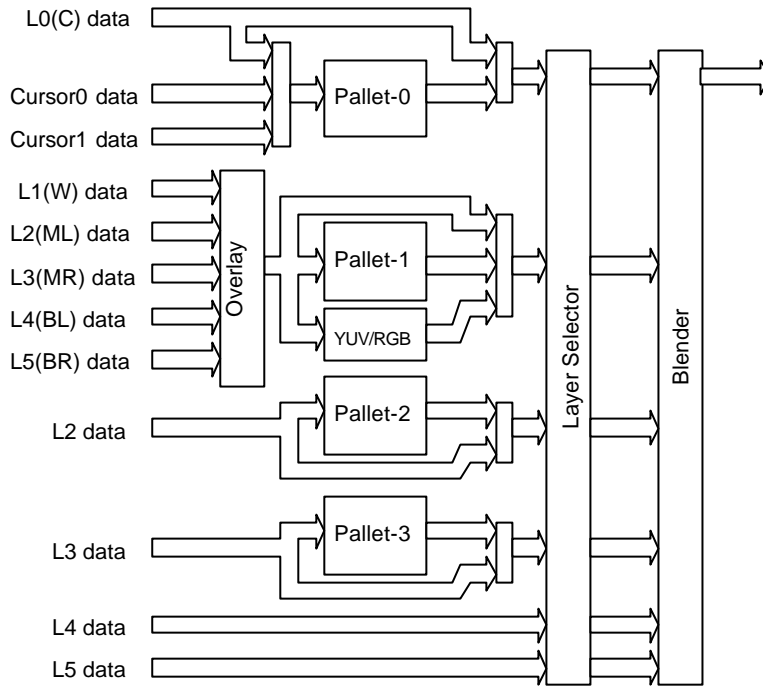 L0(C) data
Cursor0 data
Pallet-0
Cursor1 data
L1(W) data
L2(ML) data
L3(MR) data
L4(BL) data
L5(BR) data
Overlay
Pallet-1
YUV/RGB
L2 data
Pallet-2
L3 data
Pallet-3
L4 data
L5 data
Layer Selector
Blender